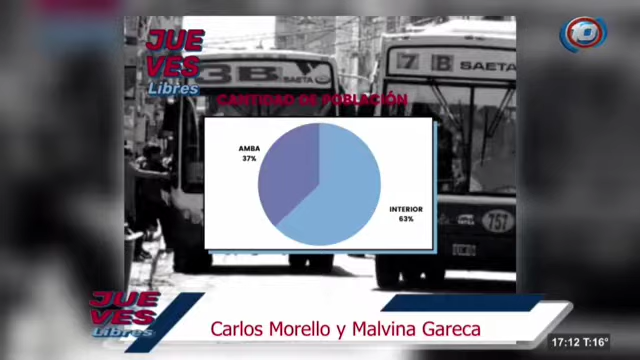 JUE
VES
Libres
3B SAETA
7 B SAETA
CANTIDAD DE POBLACIÓN
AMBA
37%
INTERIOR
63%
757
JUE
VES
Libres
Carlos Morello y Malvina Gareca
17:12 T:16°